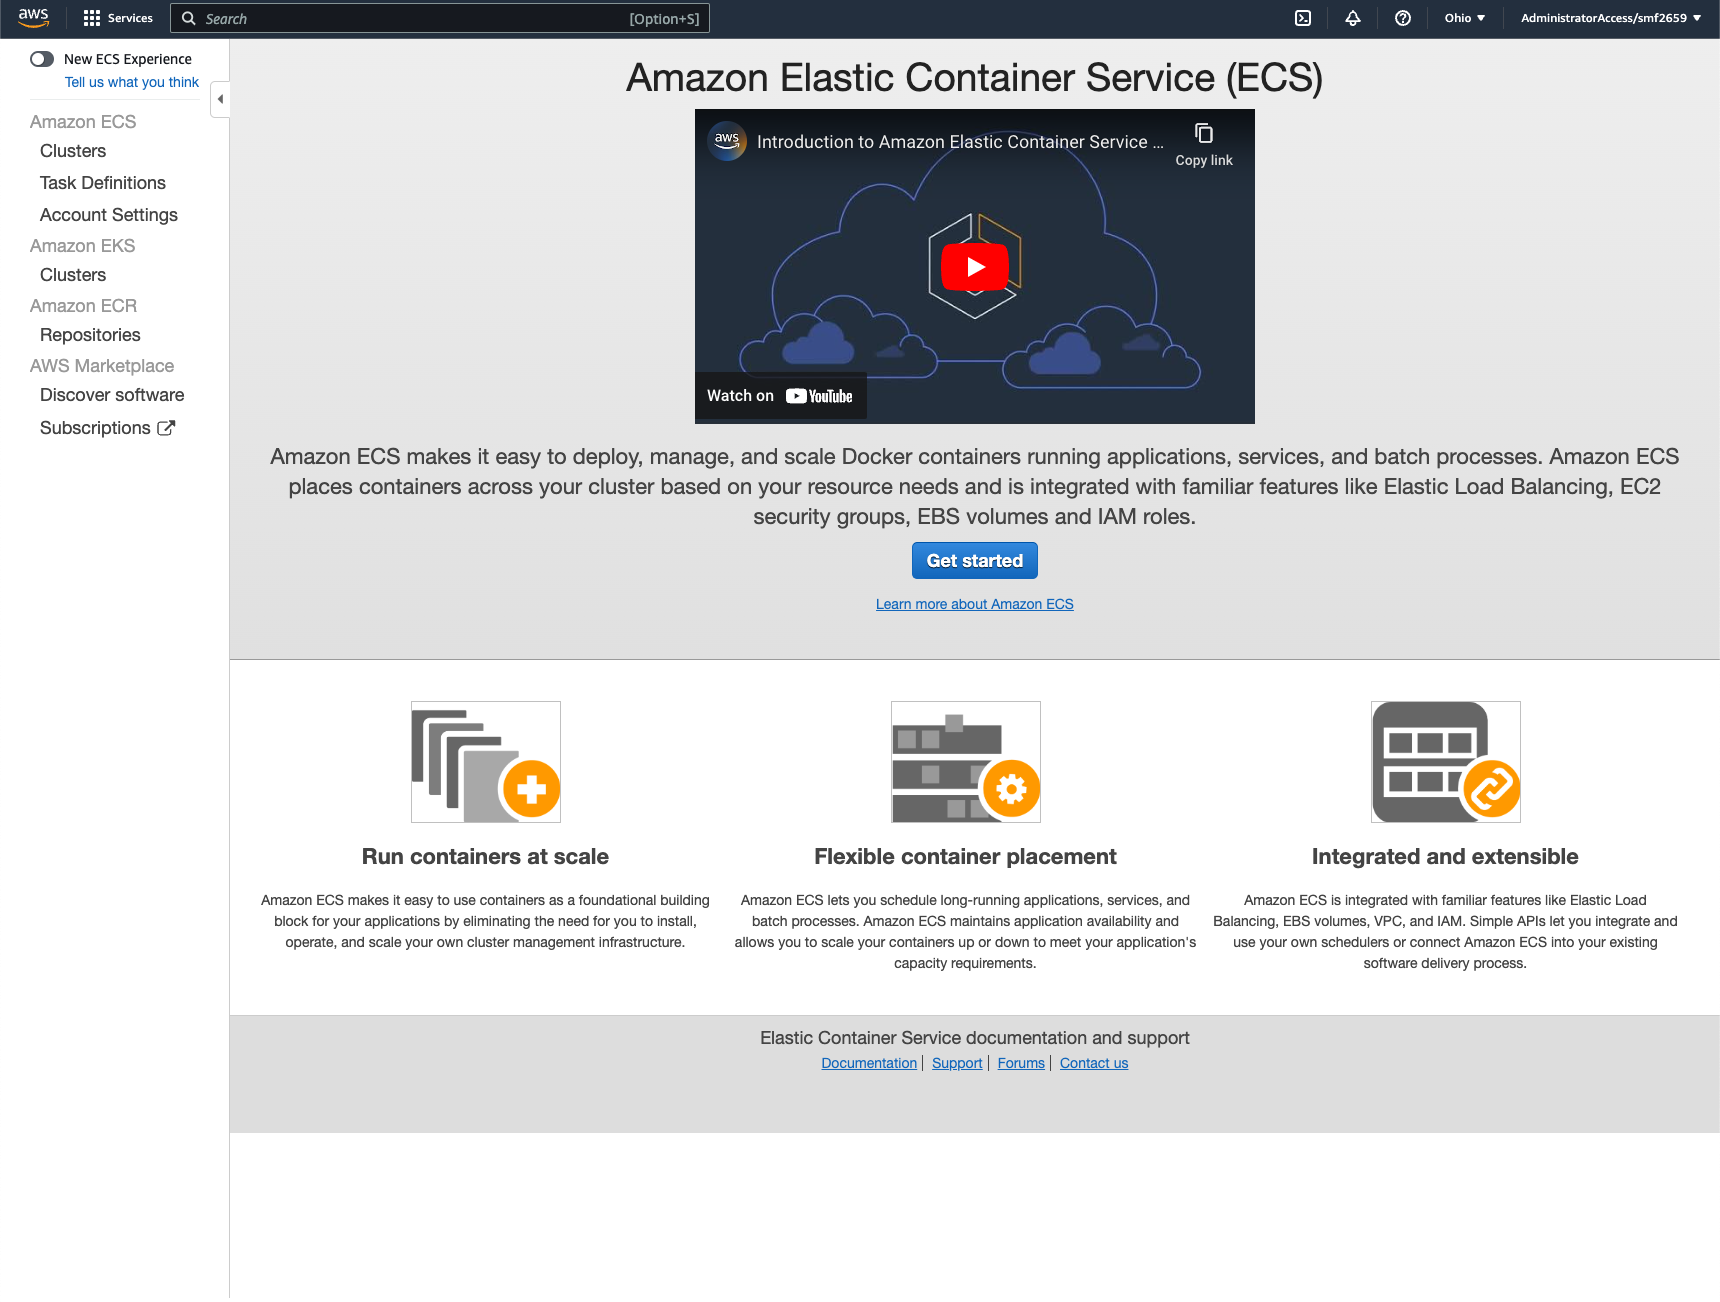 aws
Services
Search
[Option+S]
Ohio
AdministratorAccess/smf2659
New ECS Experience
Tell us what you think
Amazon ECS
Clusters
Task Definitions
Account Settings
Amazon EKS
Clusters
Amazon ECR
Repositories
AWS Marketplace
Discover software
Subscriptions
Amazon Elastic Container Service (ECS)
aws
Introduction to Amazon Elastic Container Service ...
Copy link
Watch on YouTube
Amazon ECS makes it easy to deploy, manage, and scale Docker containers running applications, services, and batch processes. Amazon ECS
places containers across your cluster based on your resource needs and is integrated with familiar features like Elastic Load Balancing, EC2
security groups, EBS volumes and IAM roles.
Get started
Learn more about Amazon ECS
Run containers at scale
Amazon ECS makes it easy to use containers as a foundational building
block for your applications by eliminating the need for you to install,
operate, and scale your own cluster management infrastructure.
Flexible container placement
Amazon ECS lets you schedule long-running applications, services, and
batch processes. Amazon ECS maintains application availability and
allows you to scale your containers up or down to meet your application's
capacity requirements.
Integrated and extensible
Amazon ECS is integrated with familiar features like Elastic Load
Balancing, EBS volumes, VPC, and IAM. Simple APIs let you integrate and
use your own schedulers or connect Amazon ECS into your existing
software delivery process.
Elastic Container Service documentation and support
Documentation | Support | Forums | Contact us